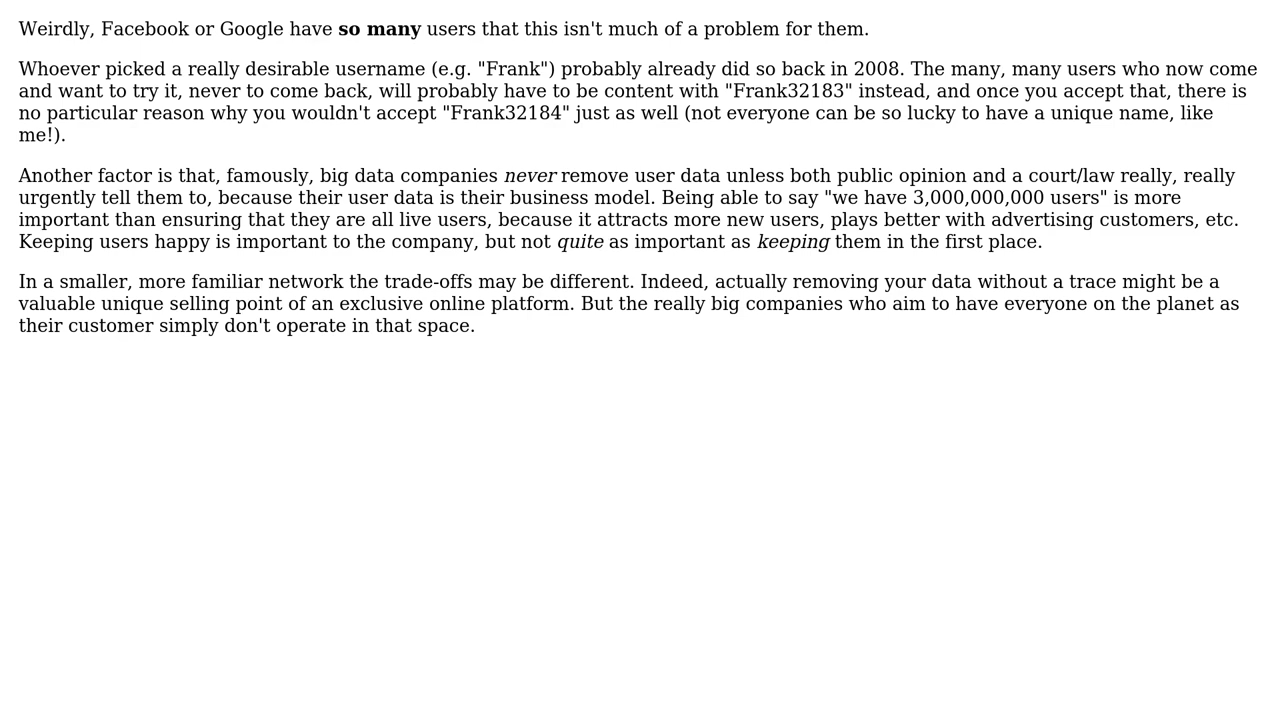 Weirdly, Facebook or Google have so many users that this isn't much of a problem for them.
Whoever picked a really desirable username (e.g. "Frank") probably already did so back in 2008. The many, many users who now come
and want to try it, never to come back, will probably have to be content with "Frank32183" instead, and once you accept that, there is
no particular reason why you wouldn't accept "Frank32184" just as well (not everyone can be so lucky to have a unique name, like
me!).
Another factor is that, famously, big data companies never remove user data unless both public opinion and a court/law really, really
urgently tell them to, because their user data is their business model. Being able to say "we have 3,000,000,000 users" is more
important than ensuring that they are all live users, because it attracts more new users, plays better with advertising customers, etc.
Keeping users happy is important to the company, but not quite as important as keeping them in the first place.
In a smaller, more familiar network the trade-offs may be different. Indeed, actually removing your data without a trace might be a
valuable unique selling point of an exclusive online platform. But the really big companies who aim to have everyone on the planet as
their customer simply don't operate in that space.